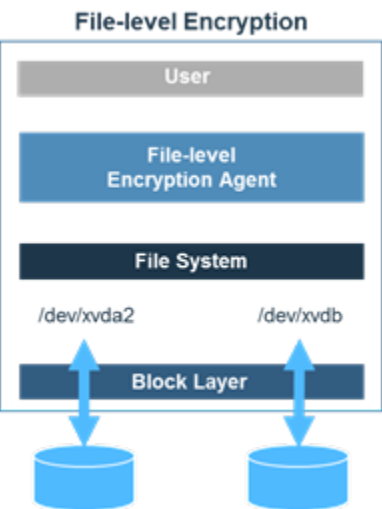 File-level Encryption
User
File-level
Encryption Agent
File System
/dev/xvda2
/dev/xvdb
Block Layer